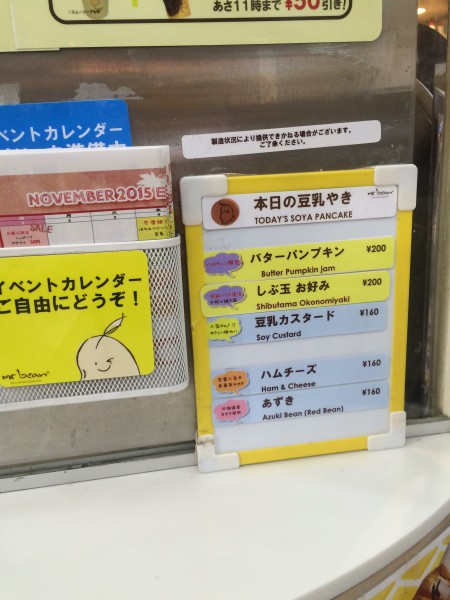 あさ11時まで ¥50引き!
ベントカレンダー
製造状況により提供できかねる場合がございます。
ご了承ください。
NOVEMBER 2015 E
SALE
イベントカレンダー
ご自由にどうぞ!
mr bean
本日の豆乳やき
TODAY'S SOYA PANCAKE
mr bean
バターパンプキン ¥200
Butter Pumpkin jam
しぶ玉 お好み ¥200
Shibutama Okonomiyaki
豆乳カスタード ¥160
Soy Custard
ハムチーズ ¥160
Ham & Cheese
北海道産
あずき ¥160
Azuki Bean (Red Bean)